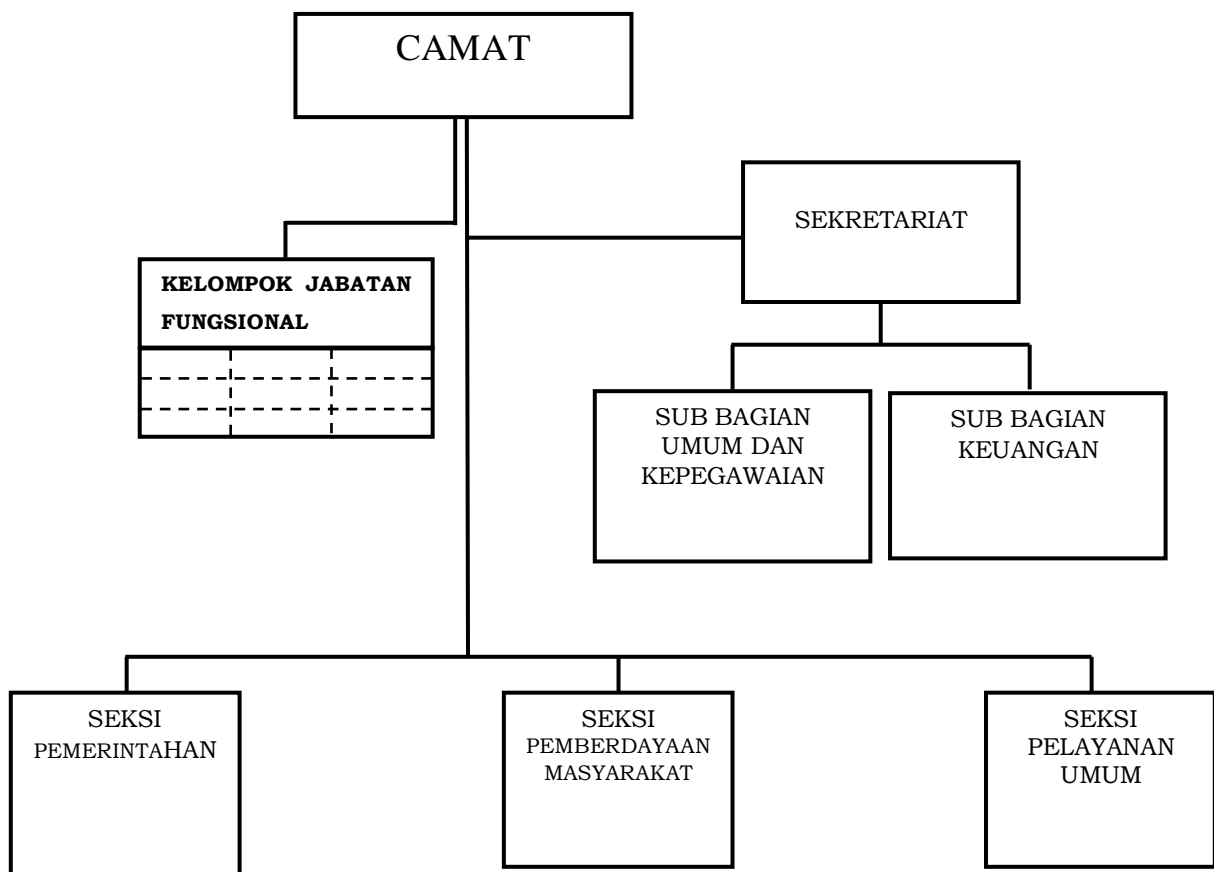 CAMAT
SEKRETARIAT
KELOMPOK JABATAN
FUNGSIONAL
SUB BAGIAN
UMUM DAN
KEPEGAWAIAN
SUB BAGIAN
KEUANGAN
SEKSI
PEMERINTAHAN
SEKSI
PEMBERDAYAAN
MASYARAKAT
SEKSI
PELAYANAN
UMUM